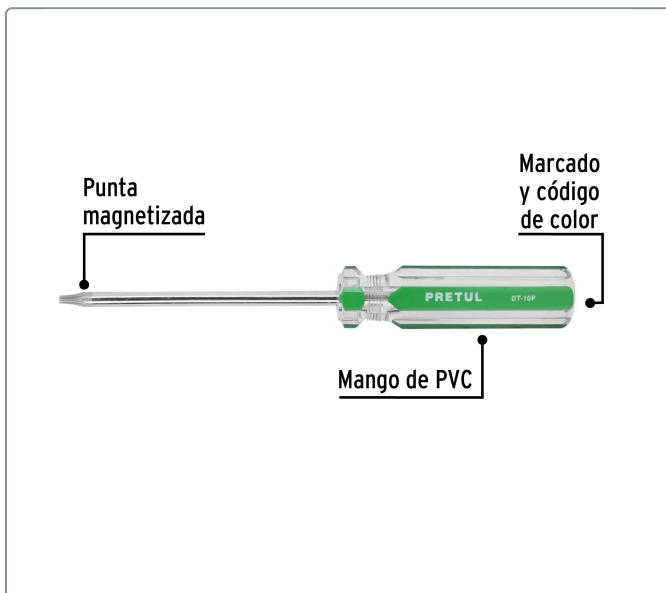 Punta
magnetizada
Marcado
y código
de color
PRETUL DT-10P
Mango de PVC